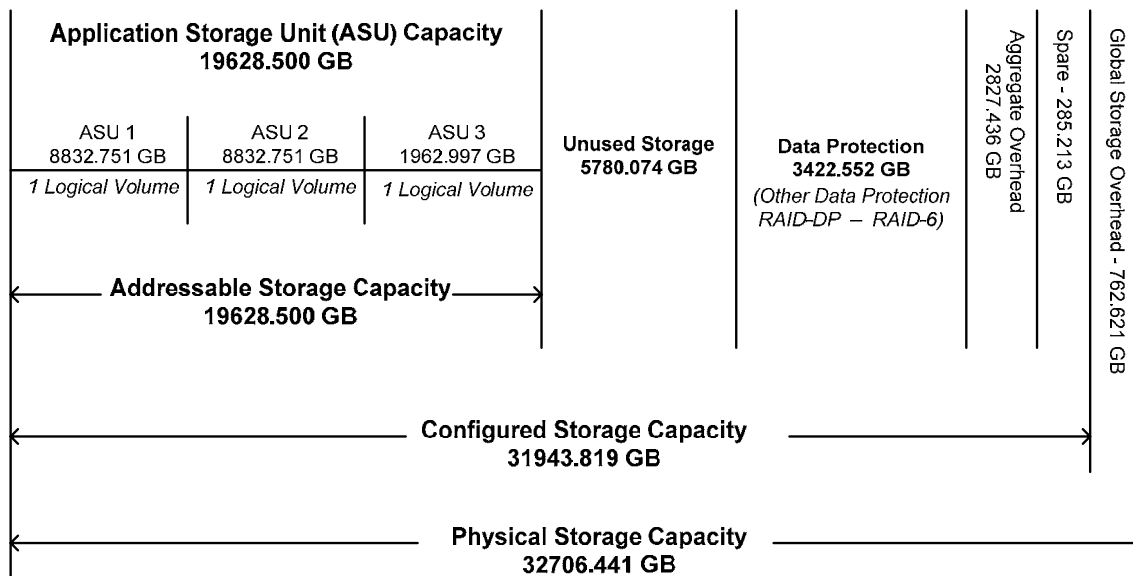 Application Storage Unit (ASU) Capacity
19628.500 GB
ASU 1
8832.751 GB
1 Logical Volume
ASU 2
8832.751 GB
1 Logical Volume
ASU 3
1962.997 GB
1 Logical Volume
Unused Storage
5780.074 GB
Data Protection
3422.552 GB
(Other Data Protection
RAID-DP – RAID-6)
Aggregate Overhead
2827.436 GB
Spare - 285.213 GB
Global Storage Overhead - 762.621 GB
Addressable Storage Capacity
19628.500 GB
Configured Storage Capacity
31943.819 GB
Physical Storage Capacity
32706.441 GB